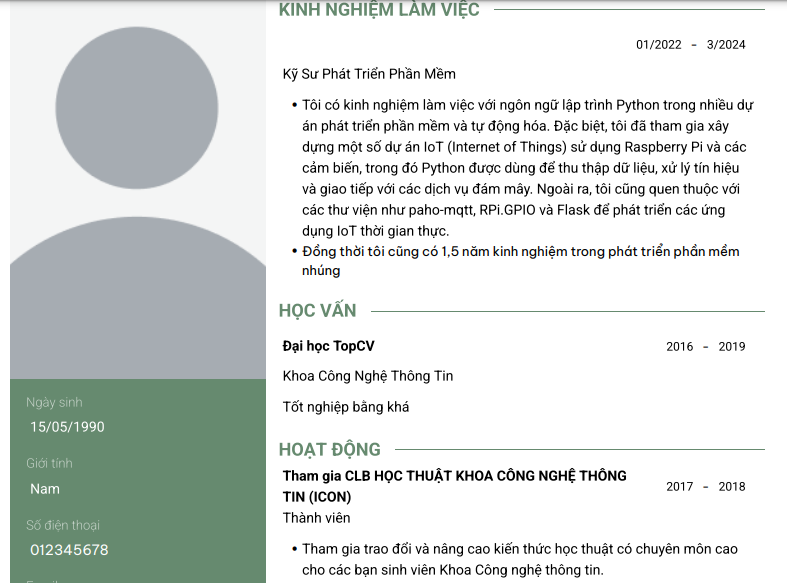 KINH NGHIỆM LÀM VIỆC
01/2022 - 3/2024
Kỹ Sư Phát Triển Phần Mềm
• Tôi có kinh nghiệm làm việc với ngôn ngữ lập trình Python trong nhiều dự
án phát triển phần mềm và tự động hóa. Đặc biệt, tôi đã tham gia xây
dựng một số dự án IoT (Internet of Things) sử dụng Raspberry Pi và các
cảm biến, trong đó Python được dùng để thu thập dữ liệu, xử lý tín hiệu
và giao tiếp với các dịch vụ đám mây. Ngoài ra, tôi cũng quen thuộc với
các thư viện như paho-mqtt, RPi.GPIO và Flask để phát triển các ứng
dụng IoT thời gian thực.
• Đồng thời tôi cũng có 1,5 năm kinh nghiệm trong phát triển phần mềm
nhúng
HỌC VẤN
Đại học TopCV
2016 - 2019
Khoa Công Nghệ Thông Tin
Tốt nghiệp bằng khá
HOẠT ĐỘNG
Tham gia CLB HỌC THUẬT KHOA CÔNG NGHỆ THÔNG
TIN (ICON)
2017 - 2018
Thành viên
• Tham gia trao đổi và nâng cao kiến thức học thuật có chuyên môn cao
cho các bạn sinh viên Khoa Công nghệ thông tin.
Ngày sinh
15/05/1990
Giới tính
Nam
Số điện thoại
012345678